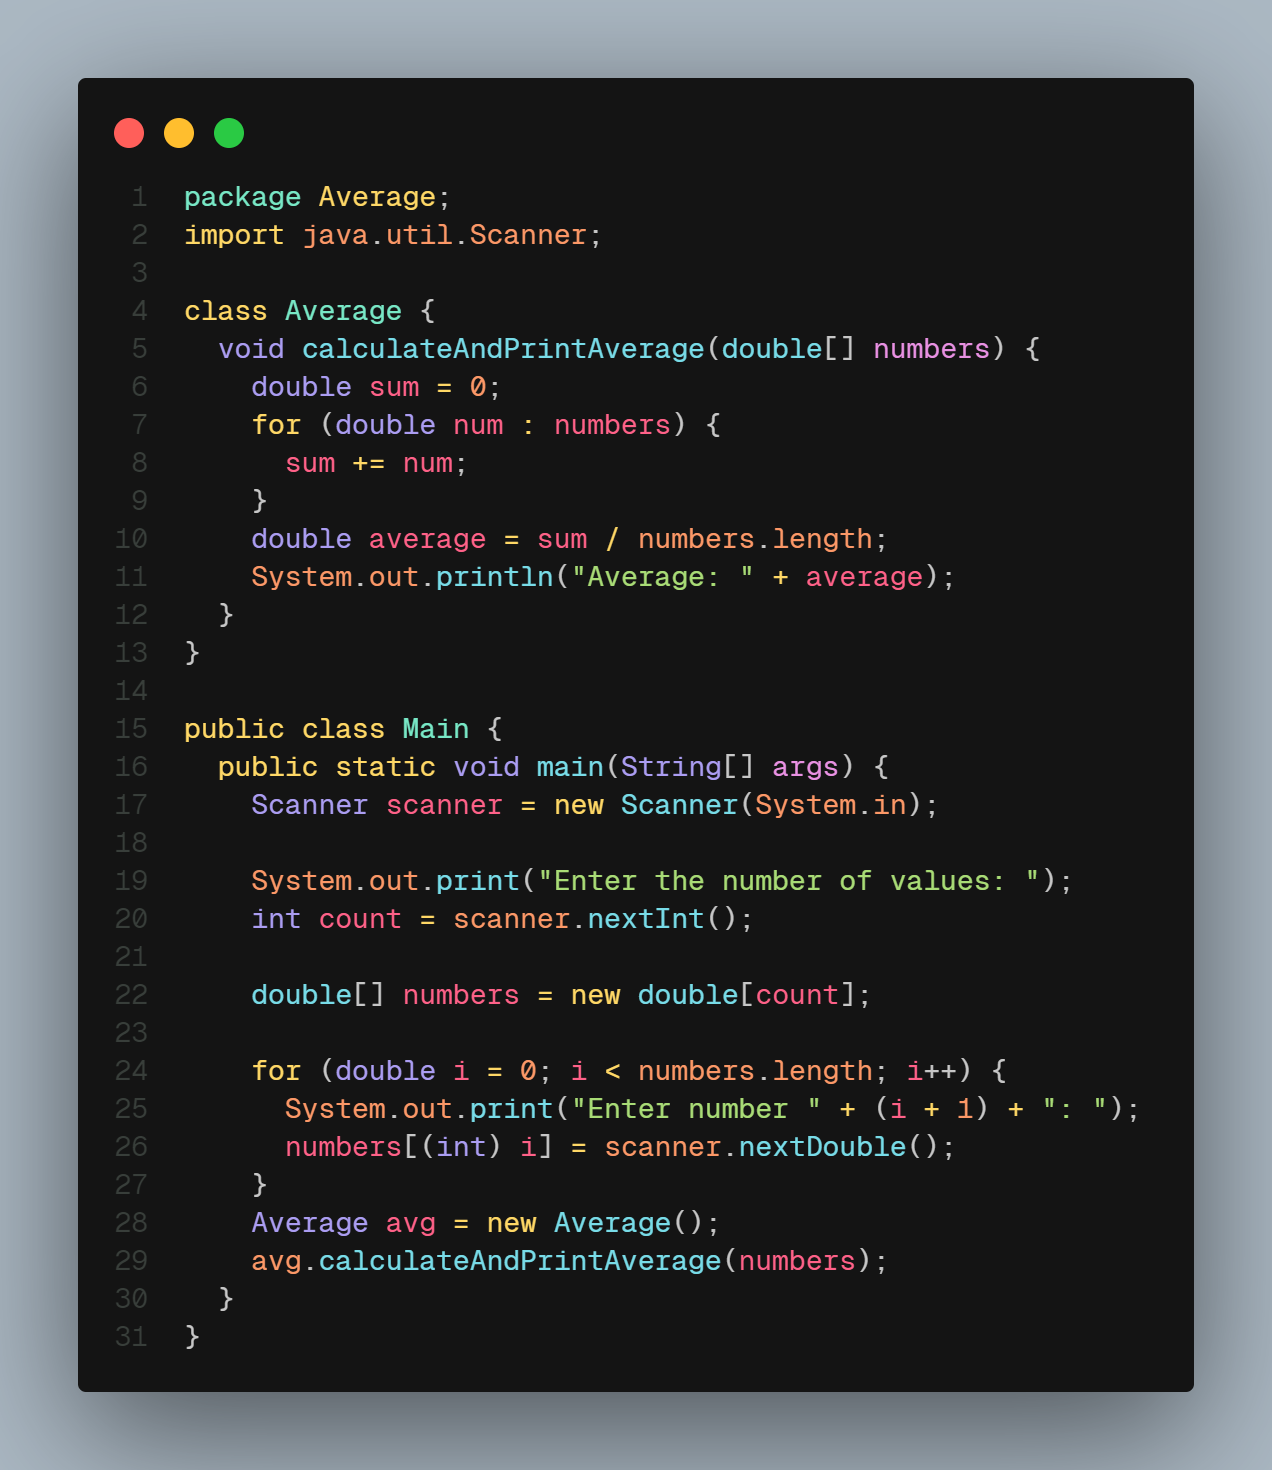 1 package Average;
2 import java.util.Scanner;
3
4 class Average {
5   void calculateAndPrintAverage(double[] numbers) {
6     double sum = 0;
7     for (double num : numbers) {
8       sum += num;
9     }
10     double average = sum / numbers.length;
11     System.out.println("Average: " + average);
12   }
13 }
14
15 public class Main {
16   public static void main(String[] args) {
17     Scanner scanner = new Scanner(System.in);
18
19     System.out.print("Enter the number of values: ");
20     int count = scanner.nextInt();
21
22     double[] numbers = new double[count];
23
24     for (double i = 0; i < numbers.length; i++) {
25       System.out.print("Enter number " + (i + 1) + ": ");
26       numbers[(int) i] = scanner.nextDouble();
27     }
28     Average avg = new Average();
29     avg.calculateAndPrintAverage(numbers);
30   }
31 }